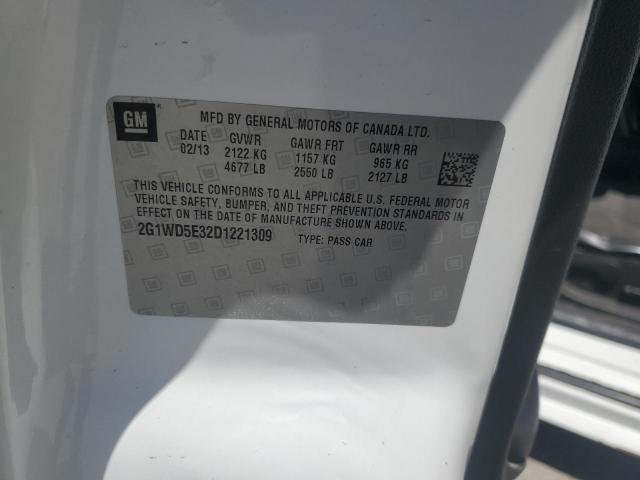 GM
MFD BY GENERAL MOTORS OF CANADA LTD.
DATE GVWR GAWR FRT GAWR RR
02/13 2122 KG 1157 KG 965 KG
4677 LB 2550 LB 2127 LB
THIS VEHICLE CONFORMS TO ALL APPLICABLE U.S. FEDERAL MOTOR
VEHICLE SAFETY, BUMPER, AND THEFT PREVENTION STANDARDS IN
EFFECT ON THE DATE OF MANUFACTURE SHOWN ABOVE.
2G1WD5E32D1221309 TYPE: PASS CAR